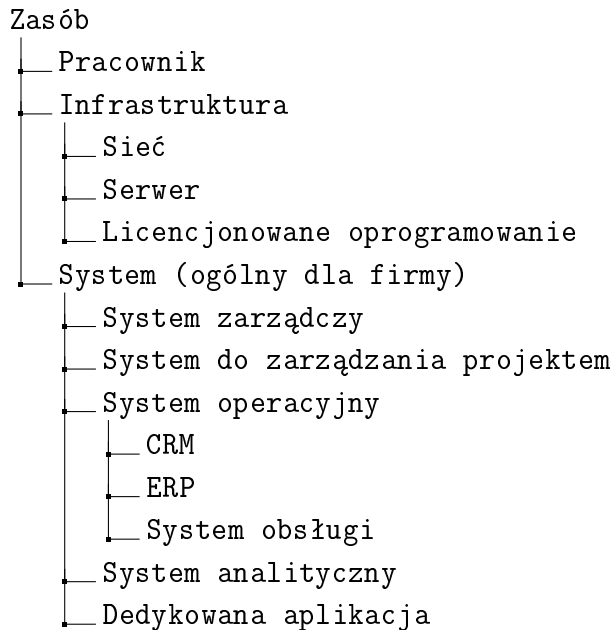 Zasób
Pracownik
Infrastruktura
Sieć
Serwer
Licencjonowane oprogramowanie
System (ogólny dla firmy)
System zarządczy
System do zarządzania projektem
System operacyjny
CRM
ERP
System obsługi
System analityczny
Dedykowana aplikacja